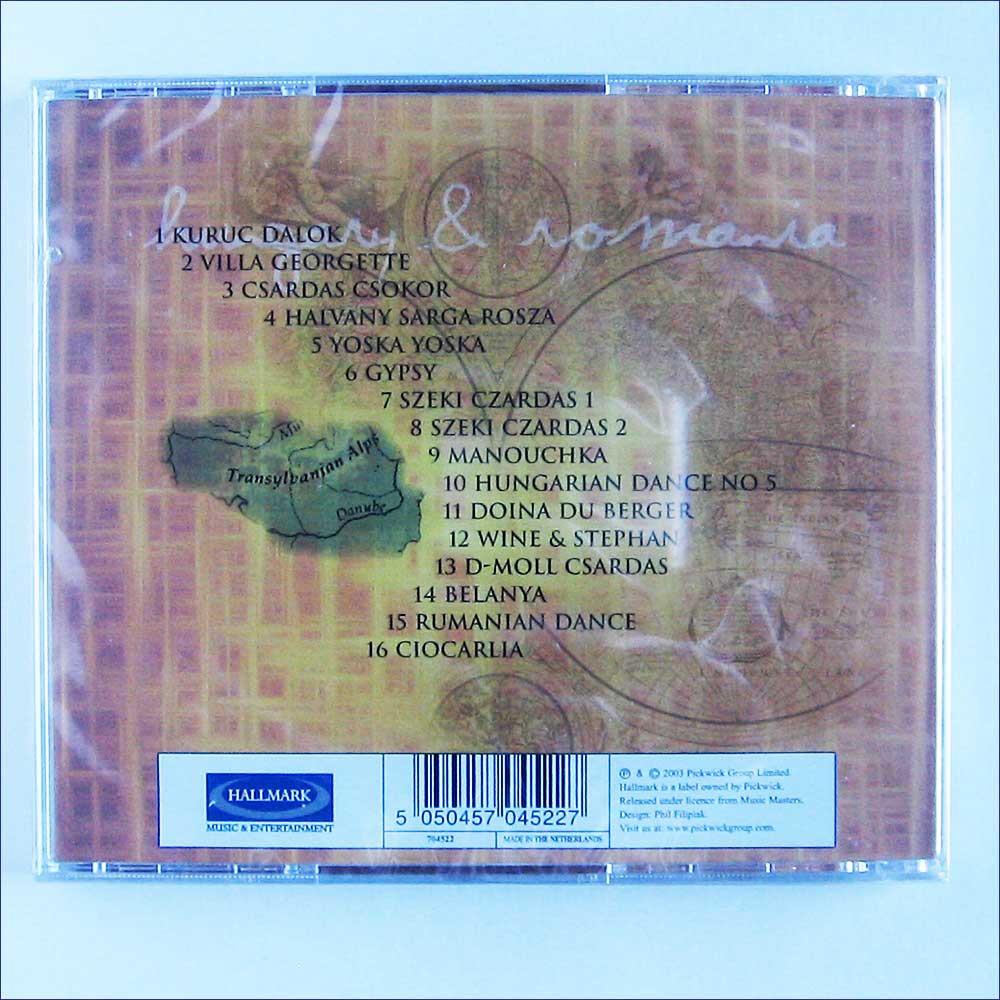 hungary & romania
1 KURUC DALOK
2 VILLA GEORGETTE
3 CSARDAS CSOKOR
4 HALVANY SARGA ROSZA
5 YOSKA YOSKA
6 GYPSY
7 SZEKI CZARDAS 1
8 SZEKI CZARDAS 2
9 MANOUCHKA
10 HUNGARIAN DANCE NO 5
11 DOINA DU BERGER
12 WINE & STEPHAN
13 D-MOLL CSARDAS
14 BELANYA
15 RUMANIAN DANCE
16 CIOCARLIA
Transylvanian Alps
Danube
HALLMARK
MUSIC & ENTERTAINMENT
5 050457 045227
704522
MADE IN THE NETHERLANDS
℗ & © 2003 Pickwick Group Limited.
Hallmark is a label owned by Pickwick.
Released under licence from Music Masters.
Design: Phil Filipiak.
Visit us at: www.pickwickgroup.com.